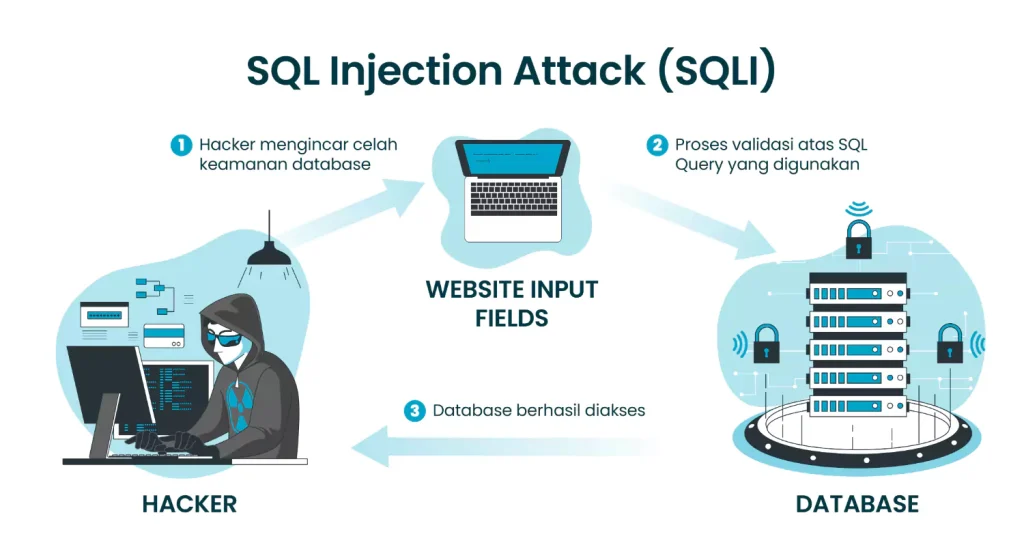 SQL Injection Attack (SQLI)
1 Hacker mengincar celah
keamanan database
2 Proses validasi atas SQL
Query yang digunakan
WEBSITE INPUT
FIELDS
3 Database berhasil diakses
HACKER
DATABASE